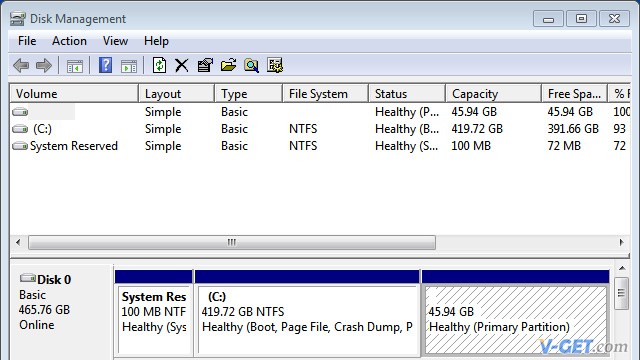 Disk Management
File Action View Help
Volume Layout Type File System Status Capacity Free Spa... % F
Simple Basic Healthy (P... 45.94 GB 45.94 GB 100
(C:) Simple Basic NTFS Healthy (B... 419.72 GB 391.66 GB 93
System Reserved Simple Basic NTFS Healthy (S... 100 MB 72 MB 72
Disk 0
Basic
465.76 GB
Online
System Res
100 MB NTF
Healthy (Sys
(C:)
419.72 GB NTFS
Healthy (Boot, Page File, Crash Dump, P
45.94 GB
Healthy (Primary Partition)
V-GET.com